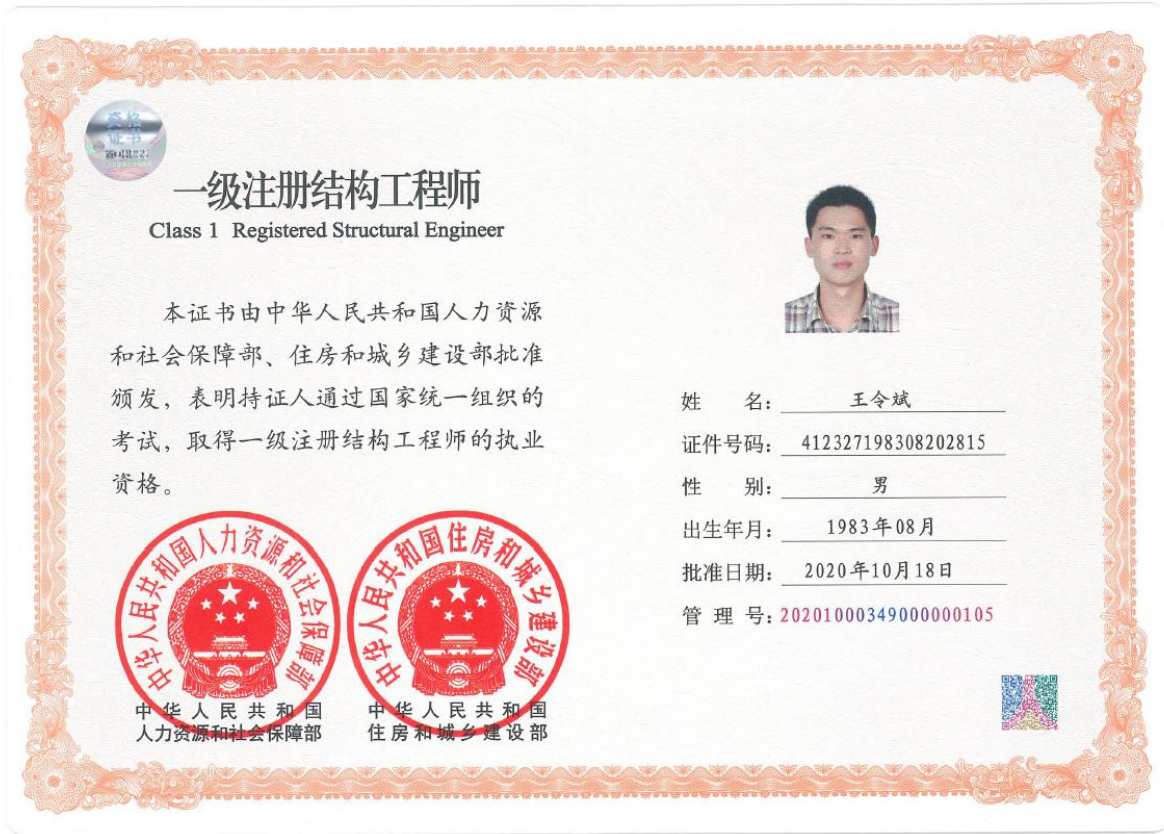 资格
证书
一级注册结构工程师
Class 1 Registered Structural Engineer
本证书由中华人民共和国人力资源
和社会保障部、住房和城乡建设部批准
颁发，表明持证人通过国家统一组织的
考试，取得一级注册结构工程师的执业
资格。
中华人民共和国人力资源和社会保障部
中华人民共和国
人力资源和社会保障部
中华人民共和国住房和城乡建设部
中华人民共和国
住房和城乡建设部
姓名：王令斌
证件号码：412327198308202815
性别：男
出生年月：1983年08月
批准日期：2020年10月18日
管理号：20201000349000000105